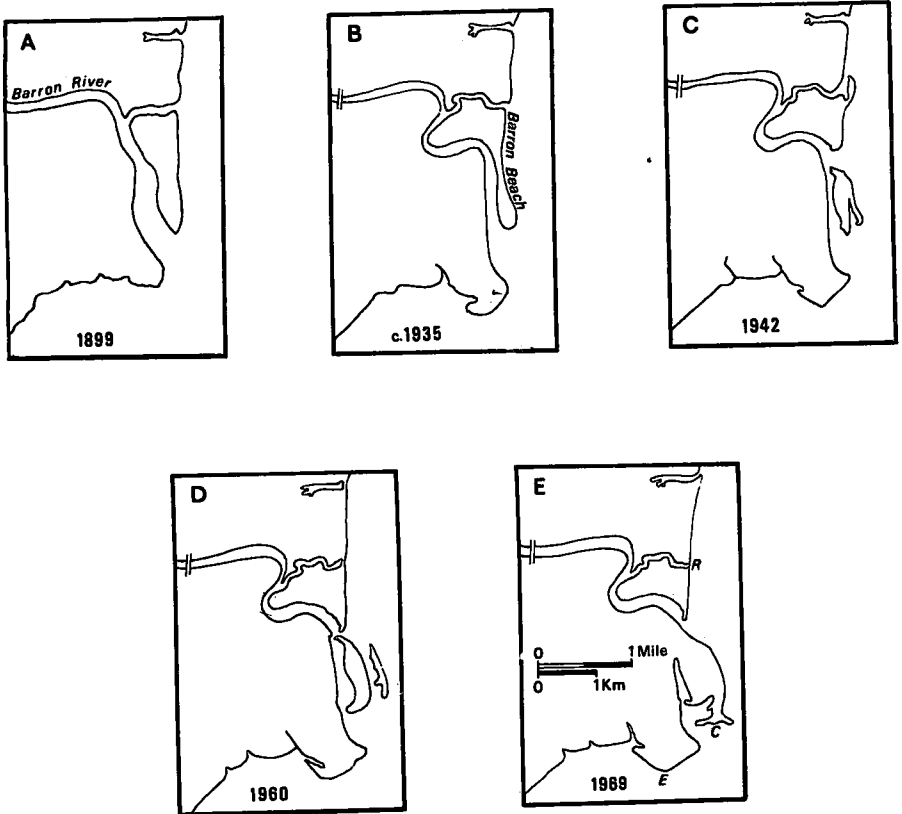 A
Barron River
1899
B
Barron Beach
c.1935
C
1942
D
1960
E
R
0 1 Mile
0 1Km
C
E
1969